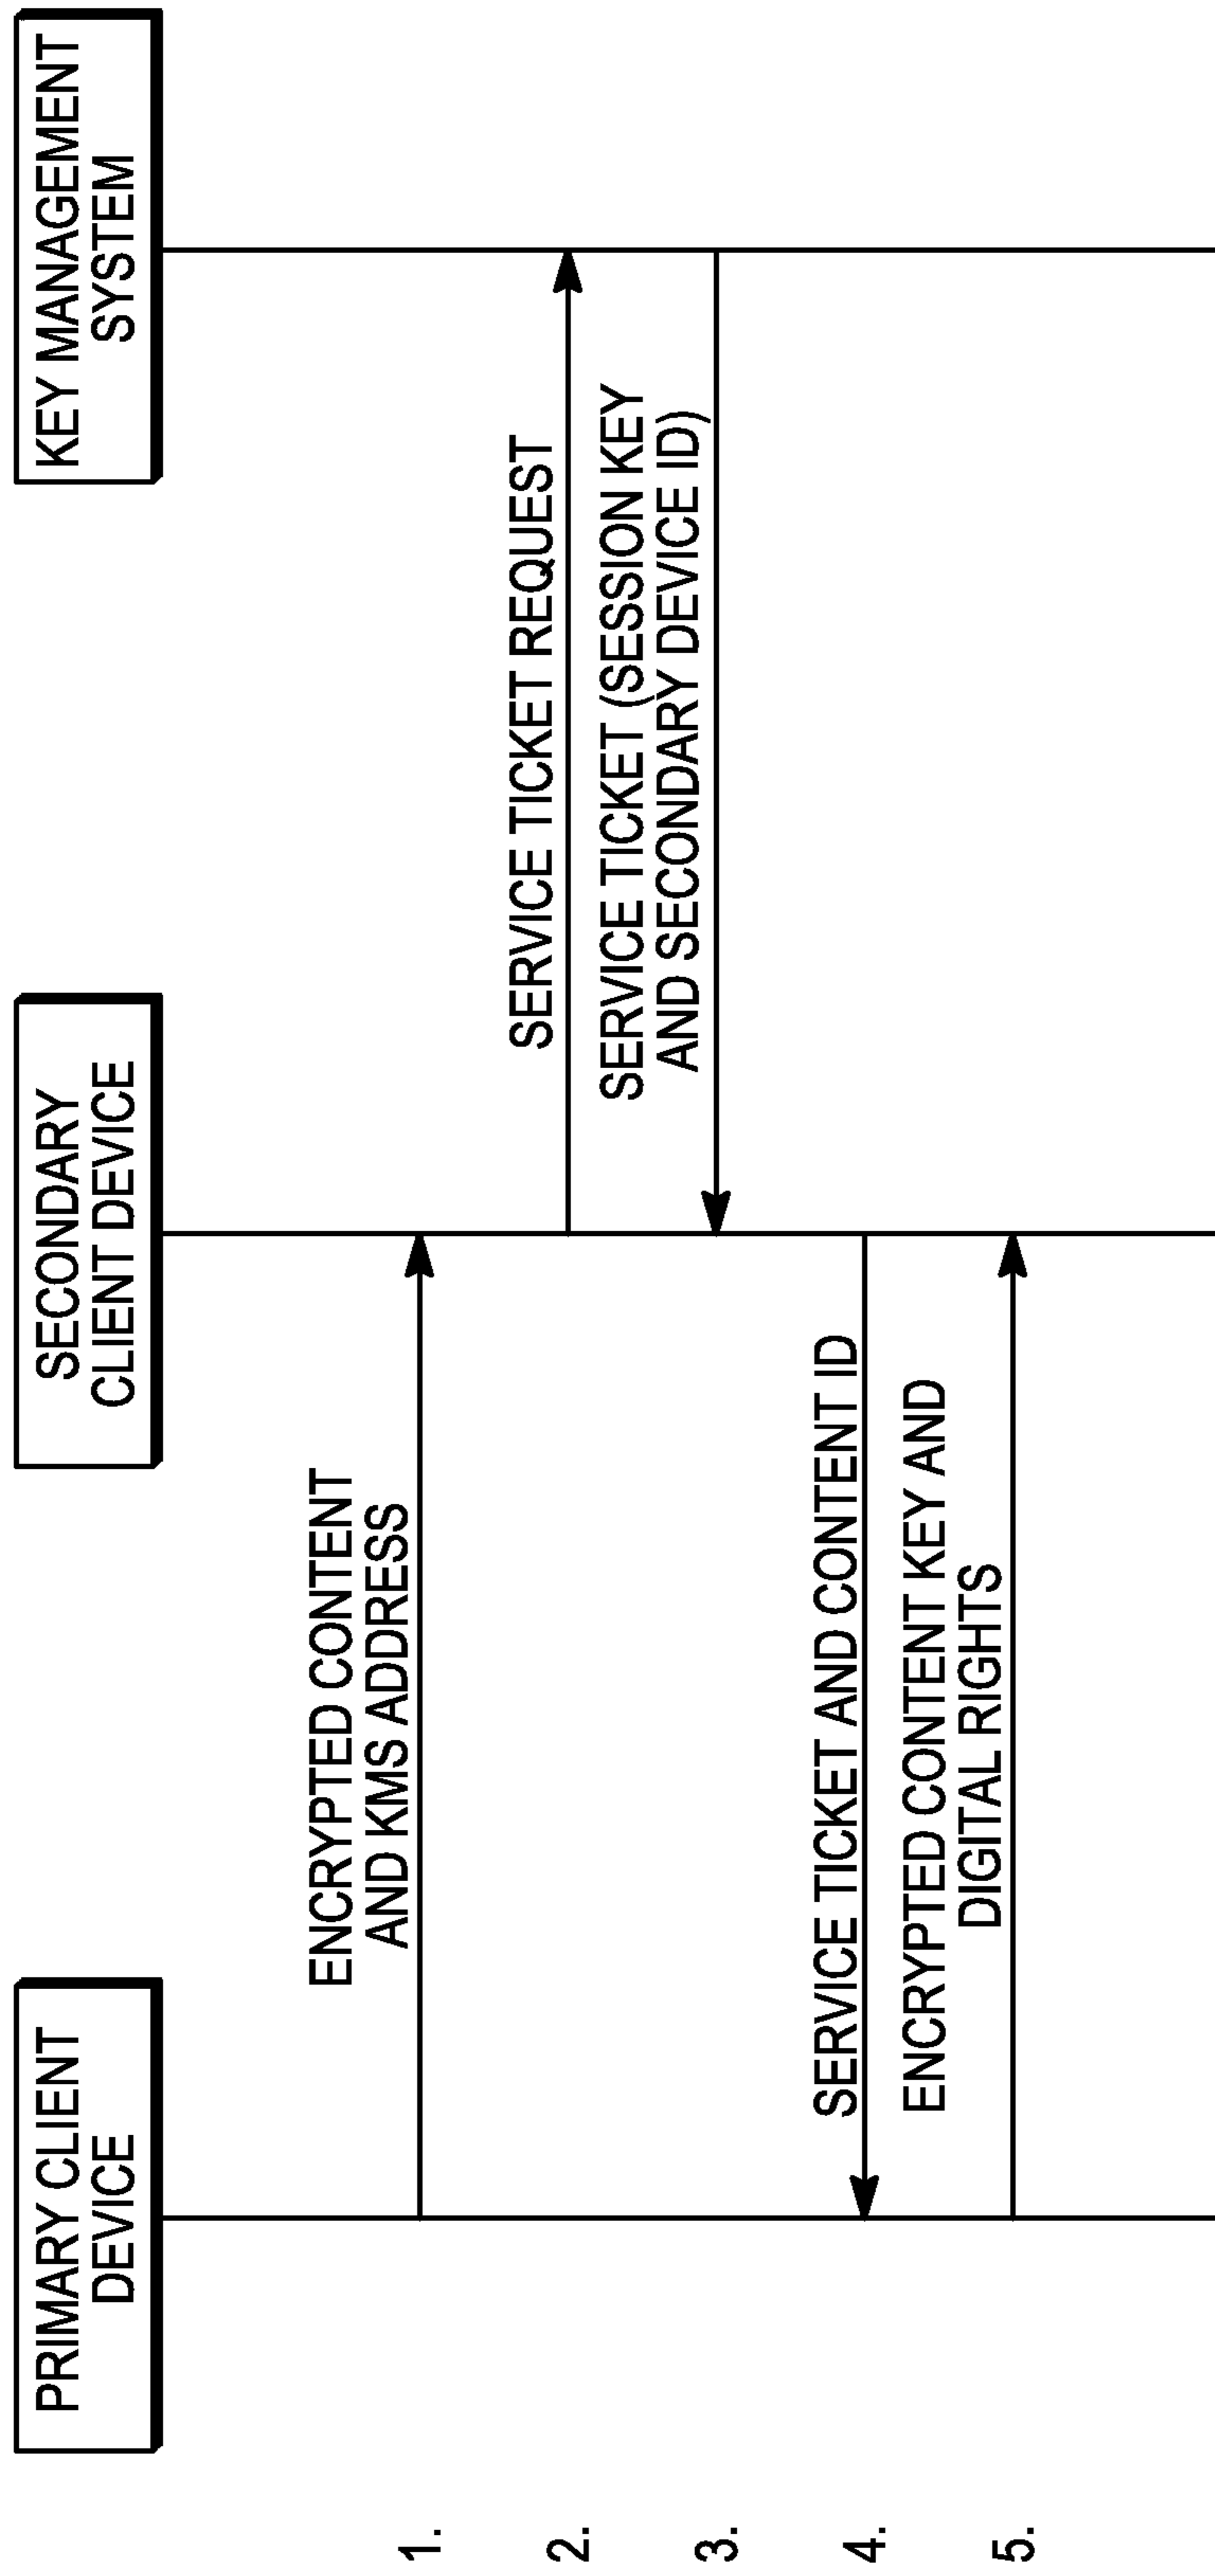 PRIMARY CLIENT
DEVICE
SECONDARY
CLIENT DEVICE
KEY MANAGEMENT
SYSTEM
1.
ENCRYPTED CONTENT
AND KMS ADDRESS
2.
SERVICE TICKET REQUEST
3.
SERVICE TICKET (SESSION KEY
AND SECONDARY DEVICE ID)
4.
SERVICE TICKET AND CONTENT ID
5.
ENCRYPTED CONTENT KEY AND
DIGITAL RIGHTS